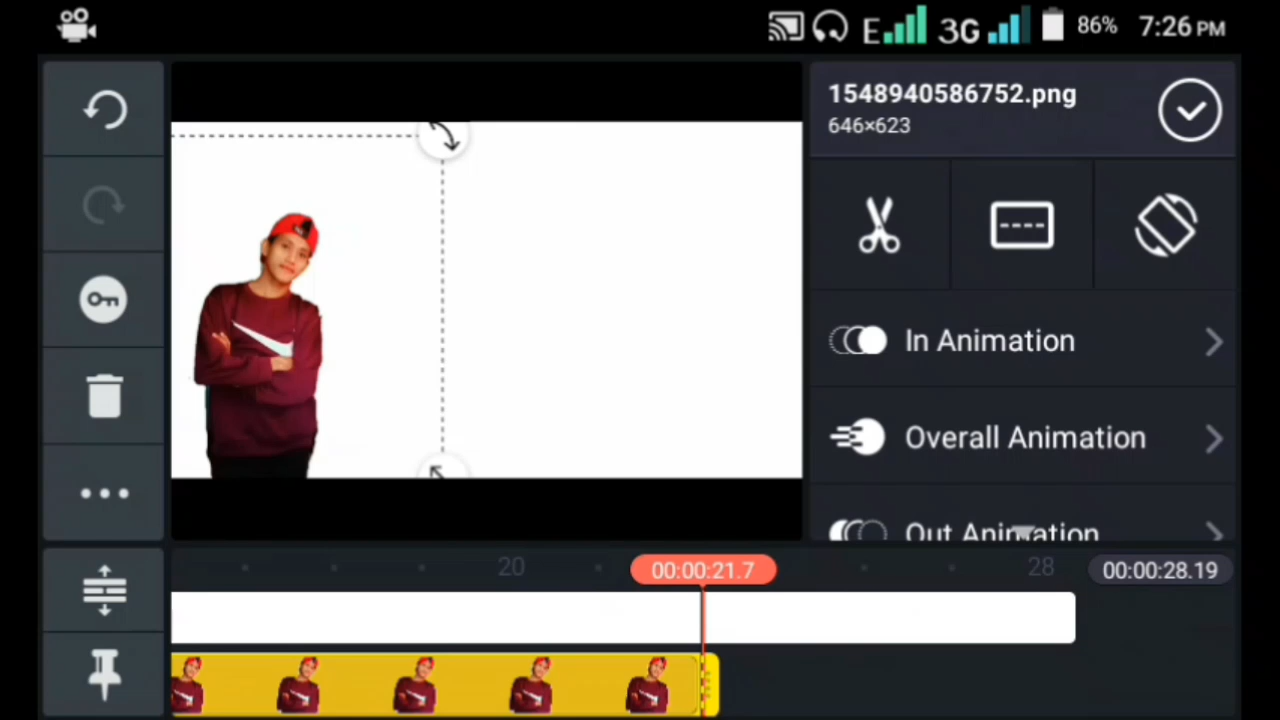 E 3G 86% 7:26 PM
1548940586752.png
646×623
In Animation
Overall Animation
Out Animation
20 00:00:21.7 28 00:00:28.19